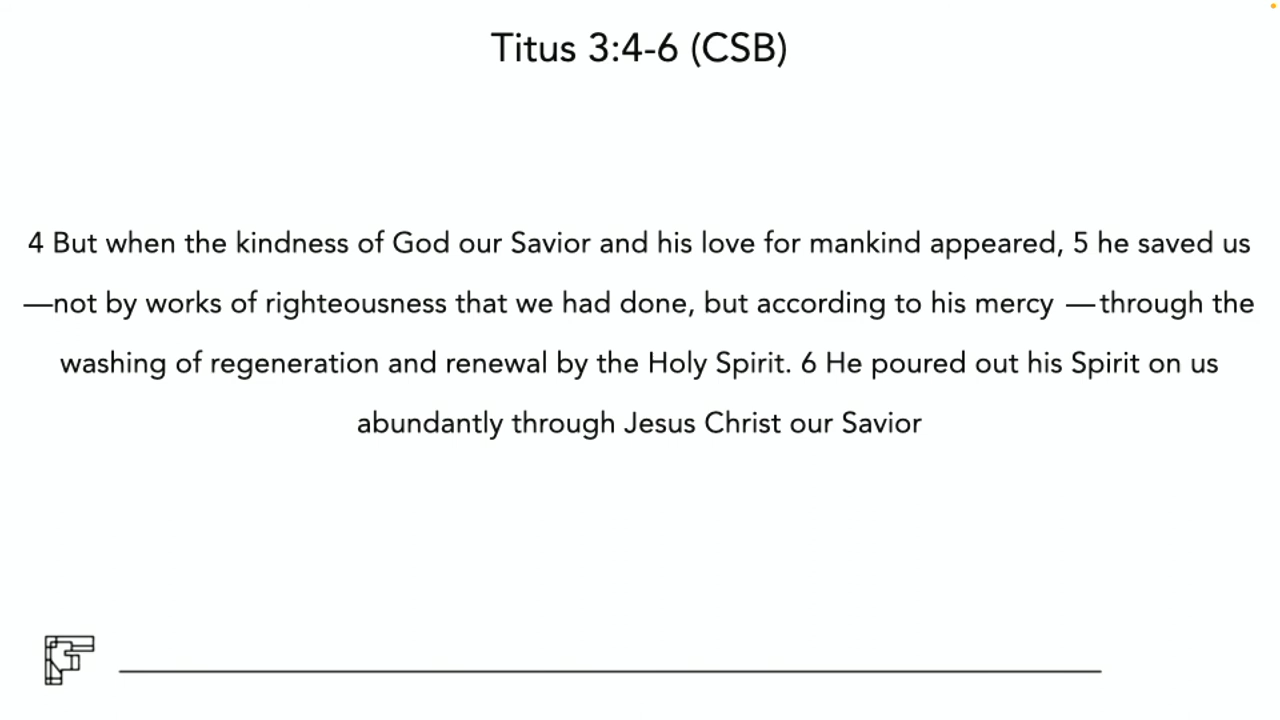 Titus 3:4-6 (CSB)
4 But when the kindness of God our Savior and his love for mankind appeared, 5 he saved us
—not by works of righteousness that we had done, but according to his mercy —through the
washing of regeneration and renewal by the Holy Spirit. 6 He poured out his Spirit on us
abundantly through Jesus Christ our Savior